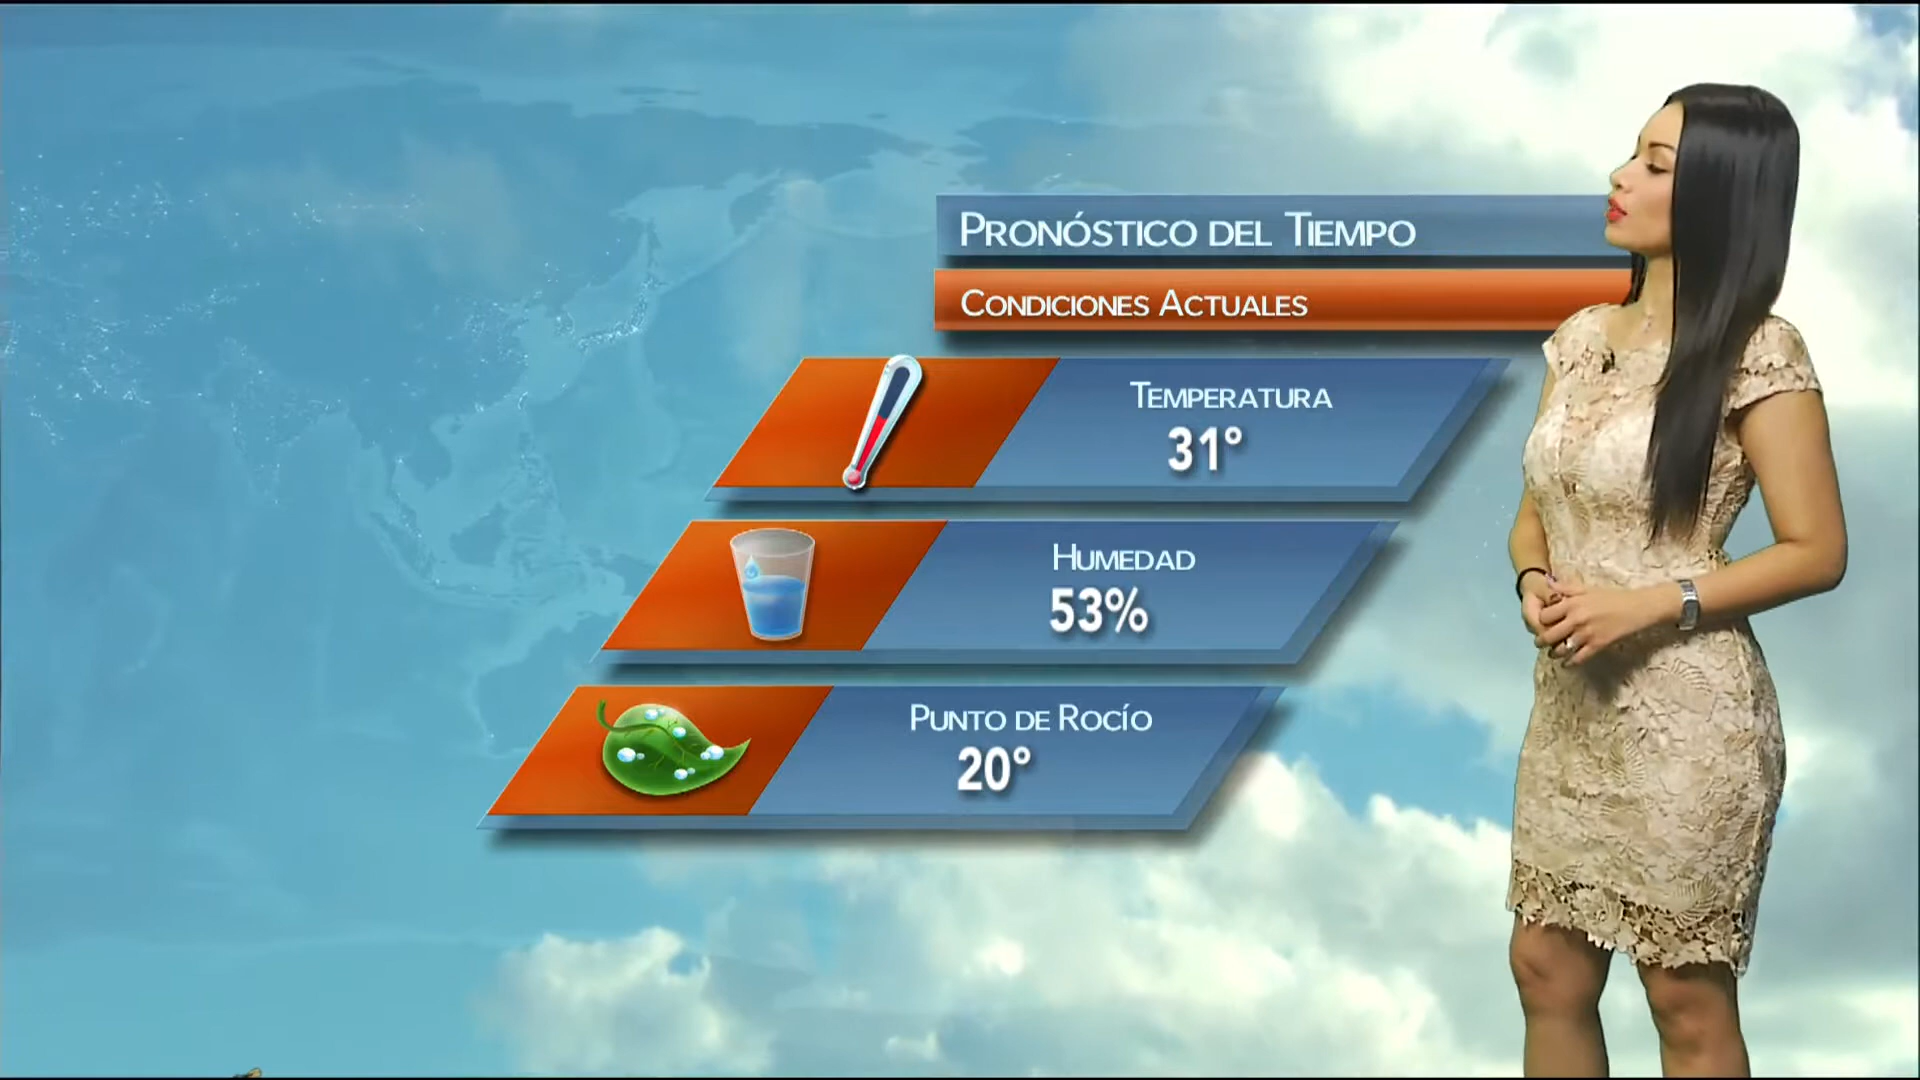 Pronóstico del Tiempo
Condiciones Actuales
Temperatura
31°
Humedad
53%
Punto de Rocío
20°